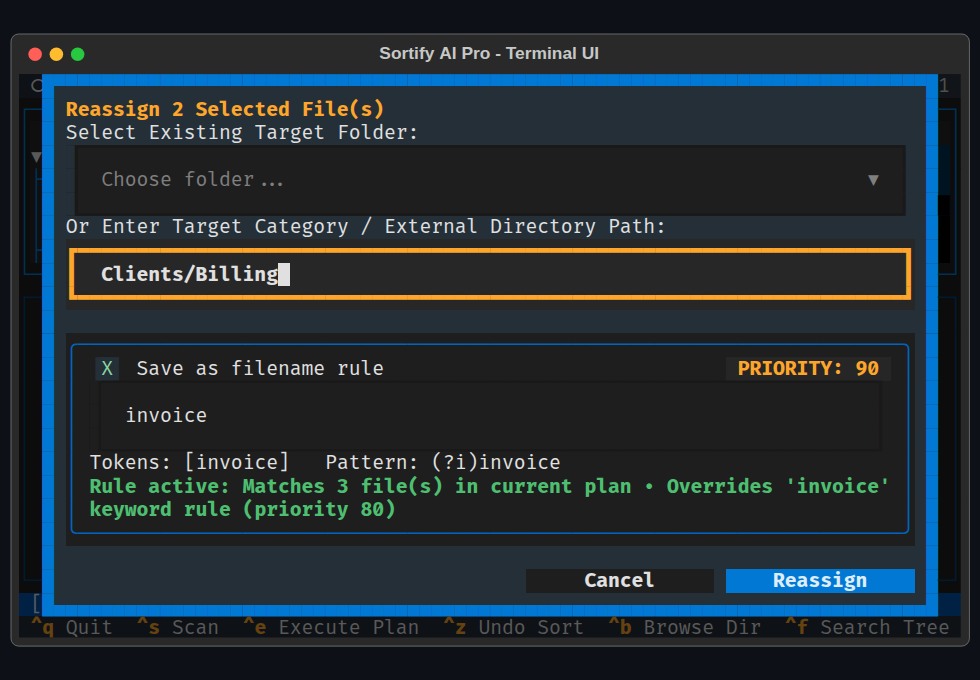 Sortify AI Pro - Terminal UI
1
Reassign 2 Selected File(s)
Select Existing Target Folder:
Choose folder... ▼
Or Enter Target Category / External Directory Path:
Clients/Billing
X Save as filename rule PRIORITY: 90
invoice
Tokens: [invoice] Pattern: (?i)invoice
Rule active: Matches 3 file(s) in current plan • Overrides 'invoice'
keyword rule (priority 80)
Cancel Reassign
[
^q Quit ^s Scan ^e Execute Plan ^z Undo Sort ^b Browse Dir ^f Search Tree